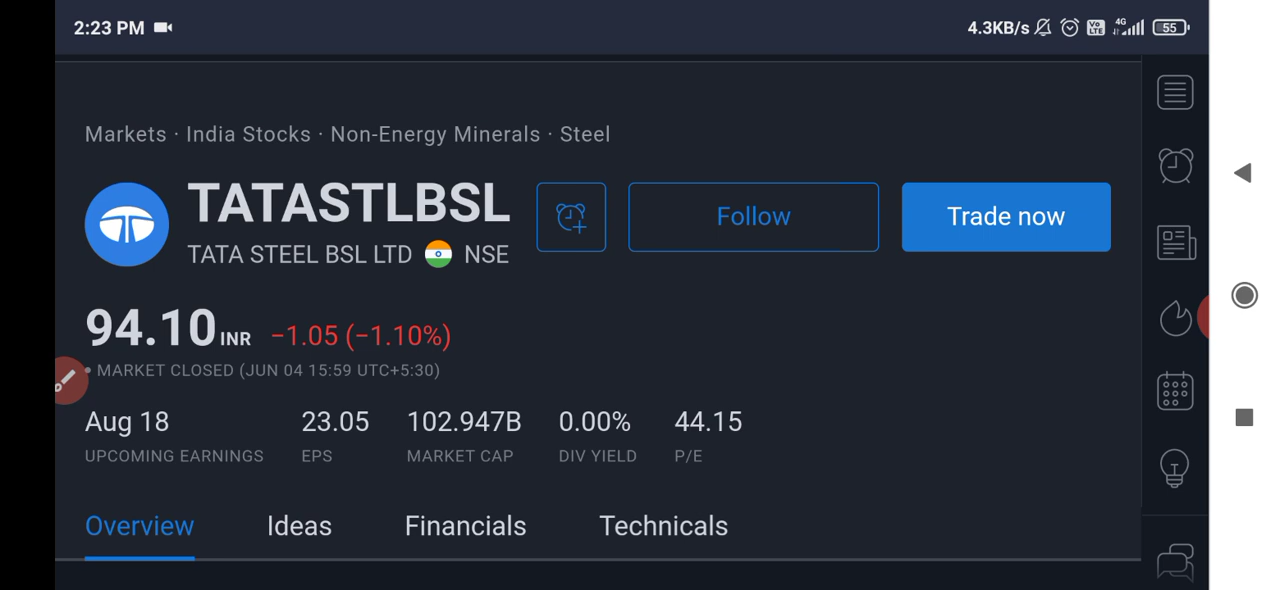 2:23 PM 4.3KB/s 4G Vo LTE 55
Markets · India Stocks · Non-Energy Minerals · Steel
TATASTLBSL
TATA STEEL BSL LTD NSE
Follow
Trade now
94.10 INR −1.05 (−1.10%)
• MARKET CLOSED (JUN 04 15:59 UTC+5:30)
Aug 18 23.05 102.947B 0.00% 44.15
UPCOMING EARNINGS EPS MARKET CAP DIV YIELD P/E
Overview Ideas Financials Technicals